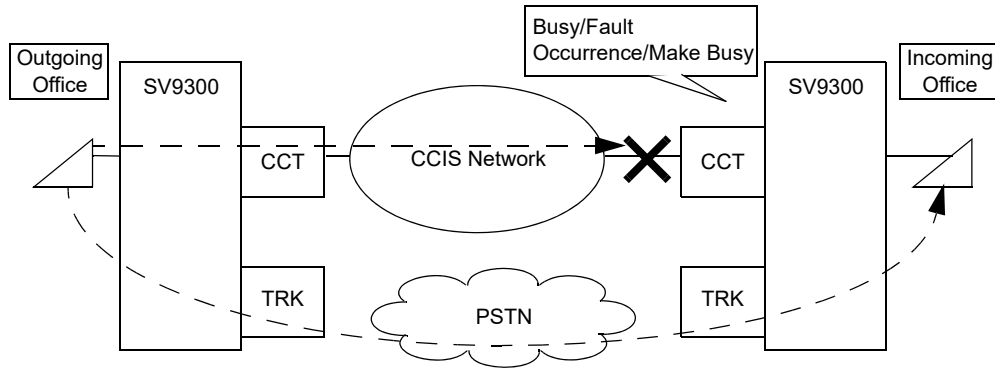 Busy/Fault
Occurrence/Make Busy
Outgoing
Office
Incoming
Office
SV9300
SV9300
CCT
CCIS Network
CCT
TRK
PSTN
TRK